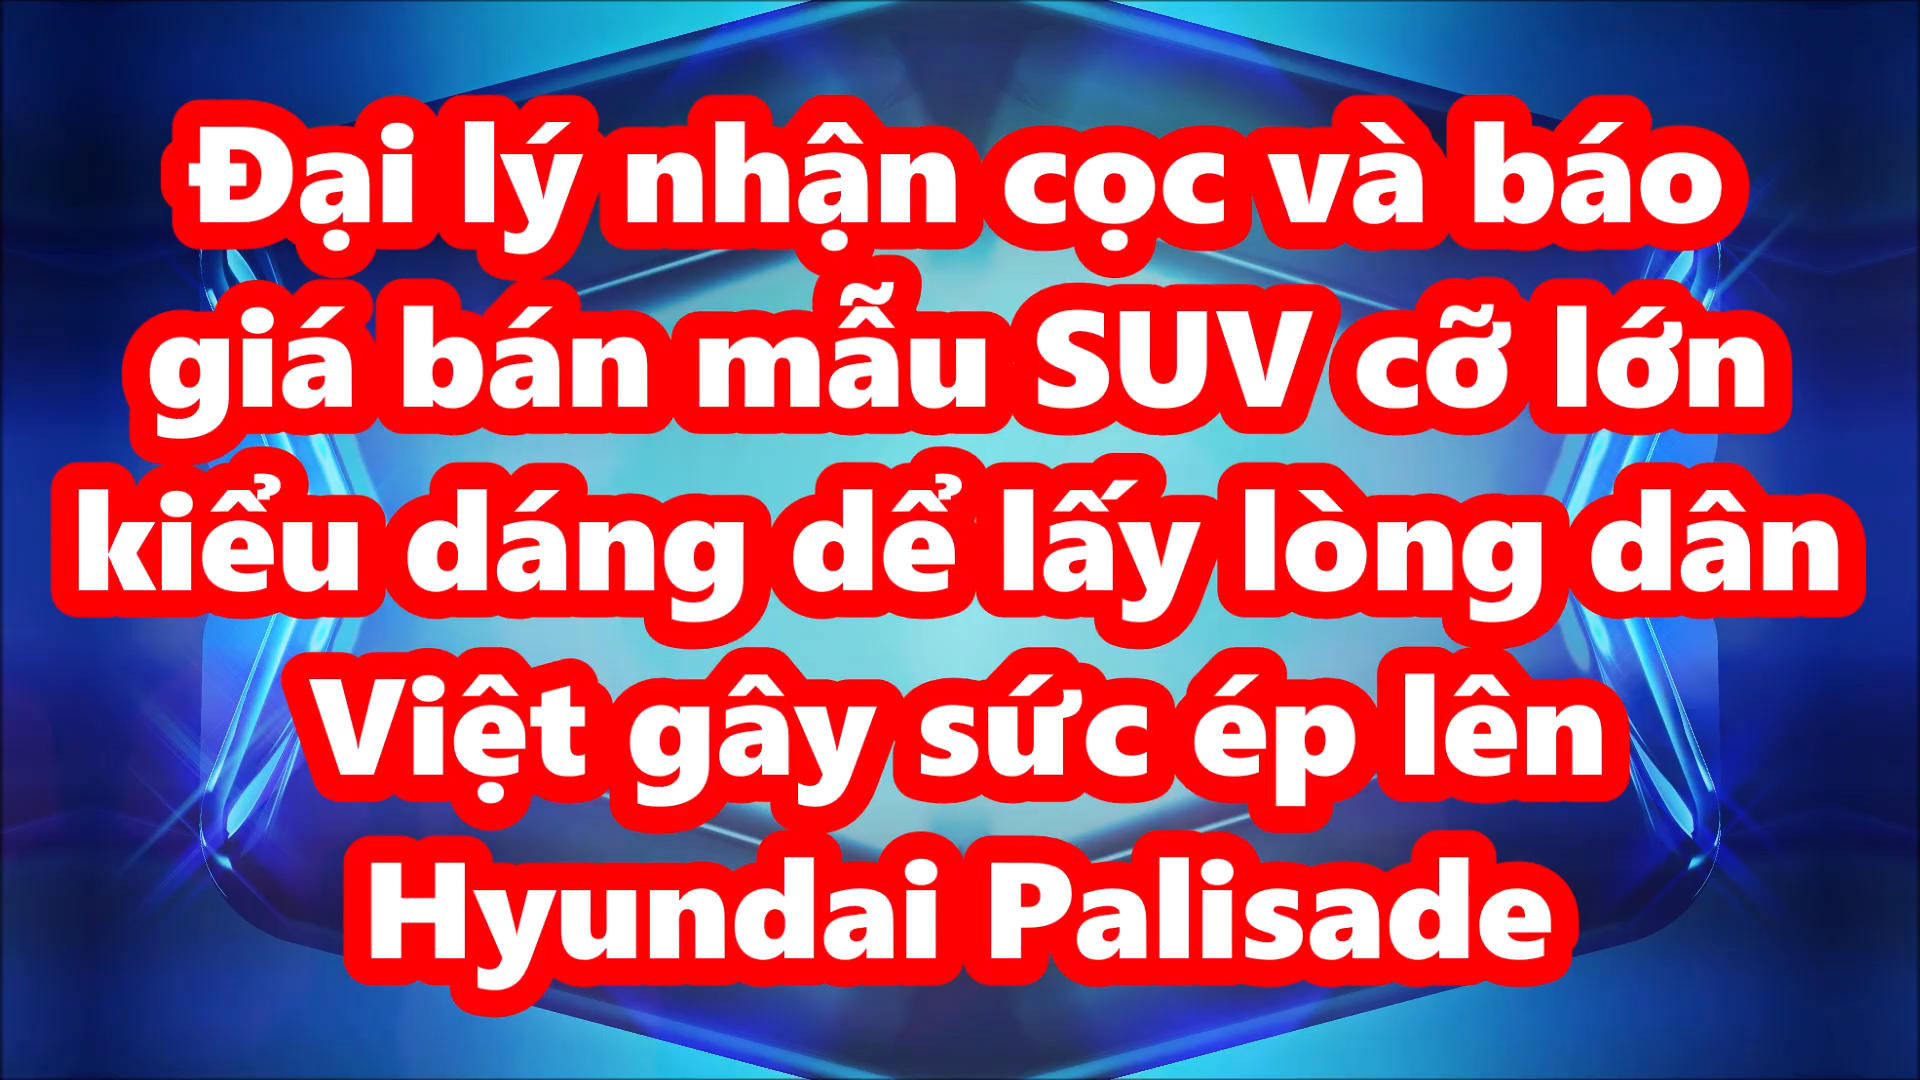 Đại lý nhận cọc và báo
giá bán mẫu SUV cỡ lớn
kiểu dáng dể lấy lòng dân
Việt gây sức ép lên
Hyundai Palisade